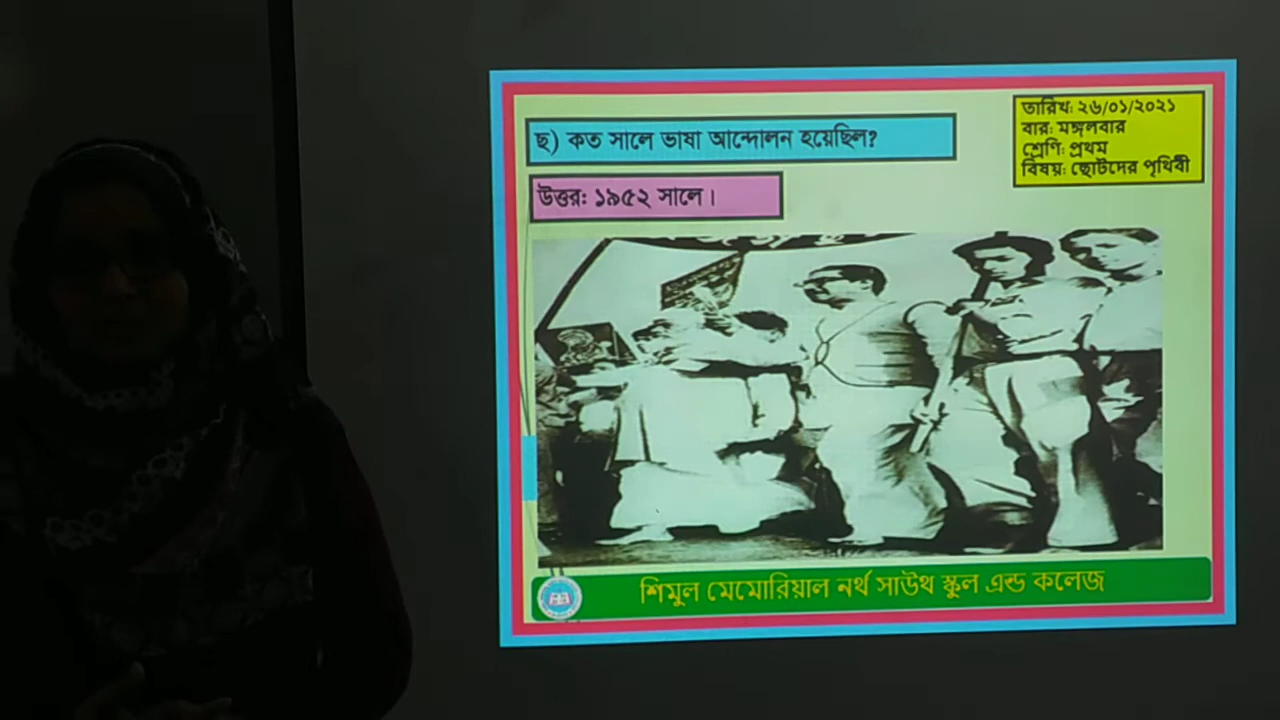 ছ) কত সালে ভাষা আন্দোলন হয়েছিল?
উত্তর: ১৯৫২ সালে।
তারিখ: ২৬/০১/২০২১
বার: মঙ্গলবার
শ্রেণি: প্রথম
বিষয়: ছোটদের পৃথিবী
শিমুল মেমোরিয়াল নর্থ সাউথ স্কুল এন্ড কলেজ